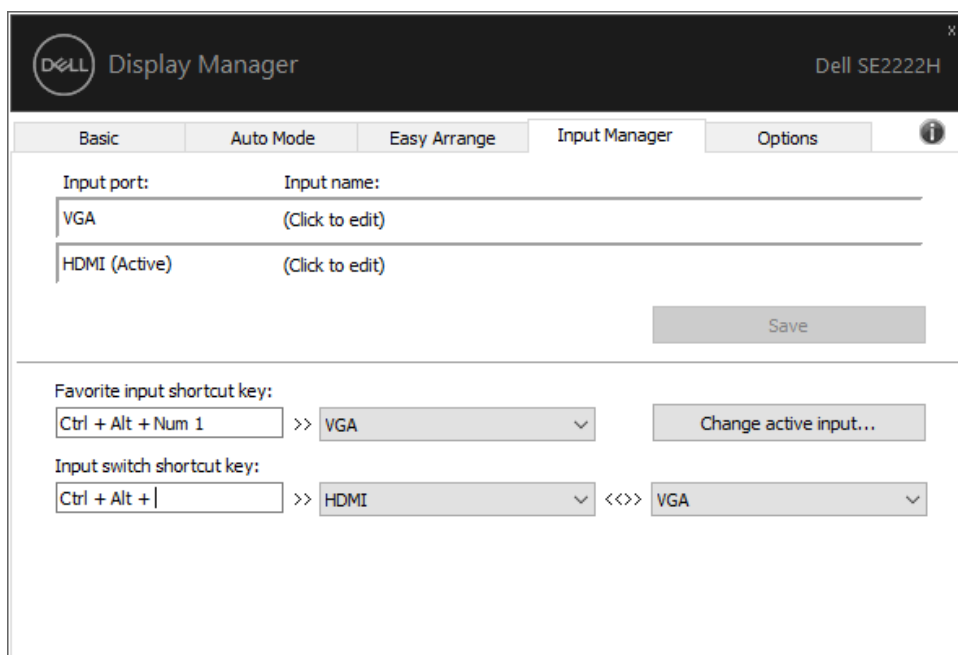 x
DELL Display Manager Dell SE2222H
Basic Auto Mode Easy Arrange Input Manager Options i
Input port: Input name:
VGA (Click to edit)
HDMI (Active) (Click to edit)
Save
Favorite input shortcut key:
Ctrl + Alt + Num 1 >> VGA Change active input...
Input switch shortcut key:
Ctrl + Alt + >> HDMI <<>> VGA